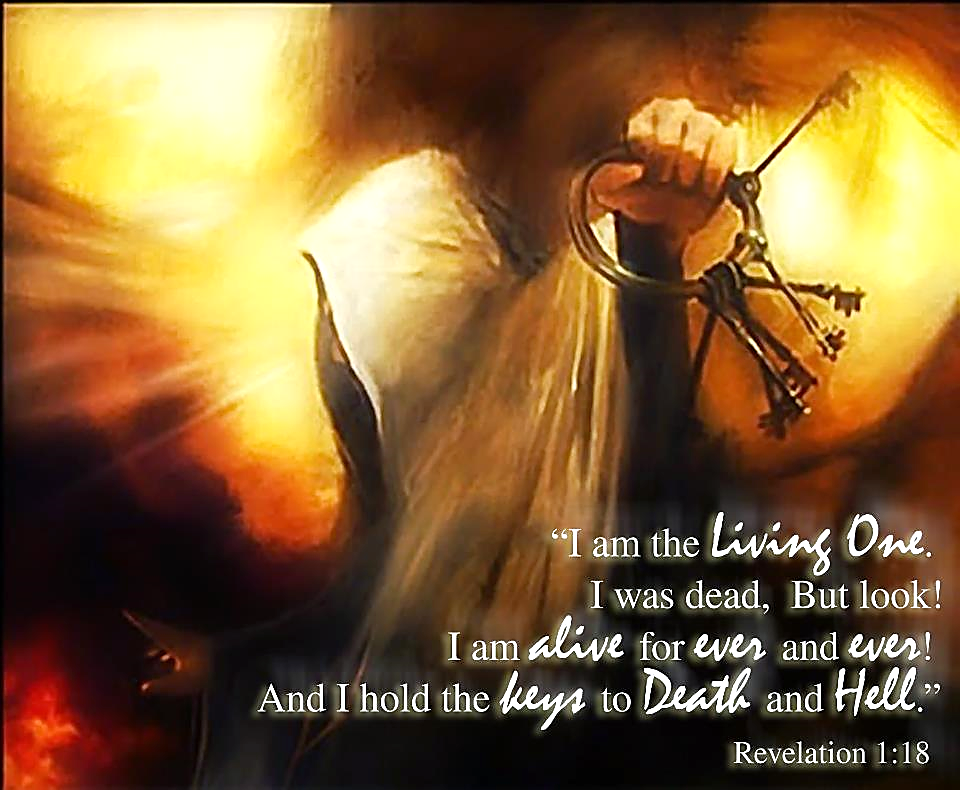 “I am the Living One.
I was dead, But look!
I am alive for ever and ever!
And I hold the keys to Death and Hell.”
Revelation 1:18